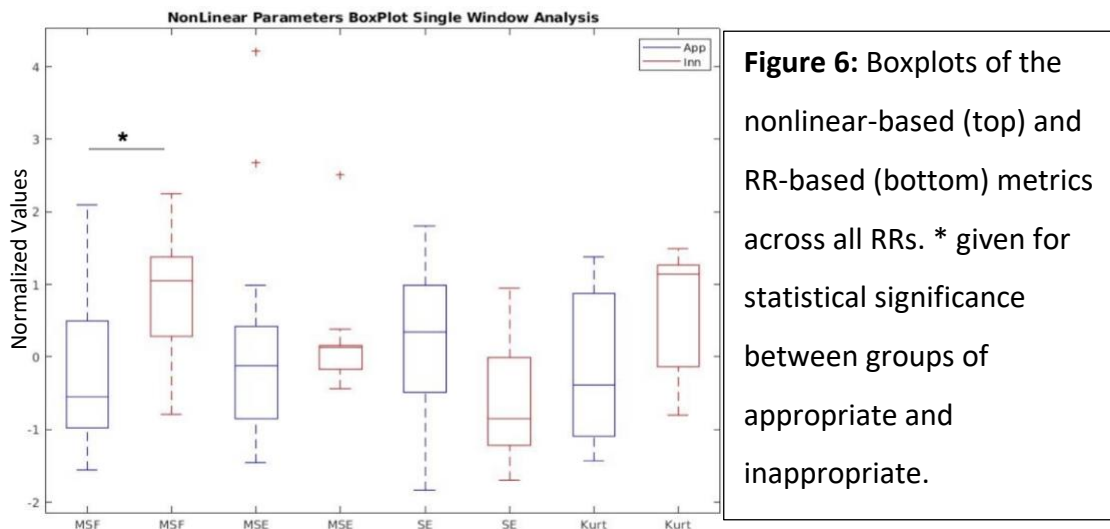 NonLinear Parameters BoxPlot Single Window Analysis
App
Inn
Normalized Values
4
3
2
1
0
-1
-2
*
MSF MSF MSE MSE SE SE Kurt Kurt
Figure 6: Boxplots of the
nonlinear-based (top) and
RR-based (bottom) metrics
across all RRs. * given for
statistical significance
between groups of
appropriate and
inappropriate.